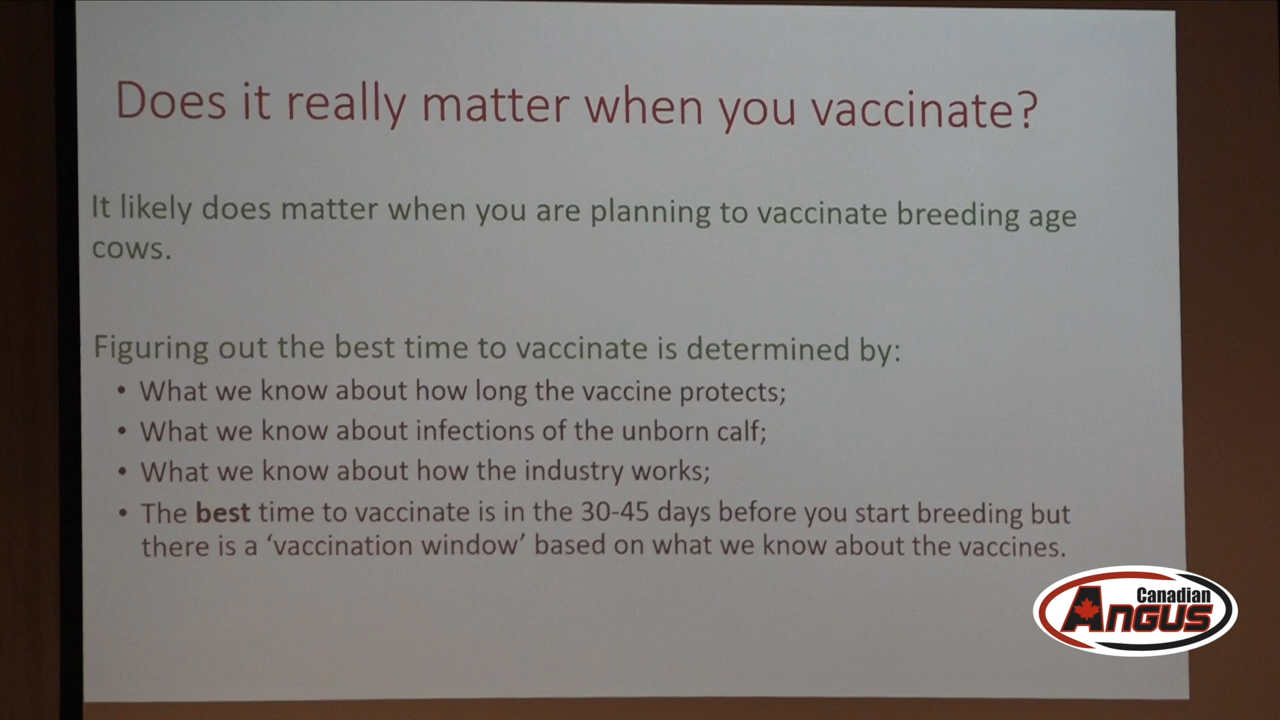 Does it really matter when you vaccinate?
It likely does matter when you are planning to vaccinate breeding age
cows.
Figuring out the best time to vaccinate is determined by:
• What we know about how long the vaccine protects;
• What we know about infections of the unborn calf;
• What we know about how the industry works;
• The best time to vaccinate is in the 30-45 days before you start breeding but
there is a ‘vaccination window’ based on what we know about the vaccines.
Canadian
ANGUS